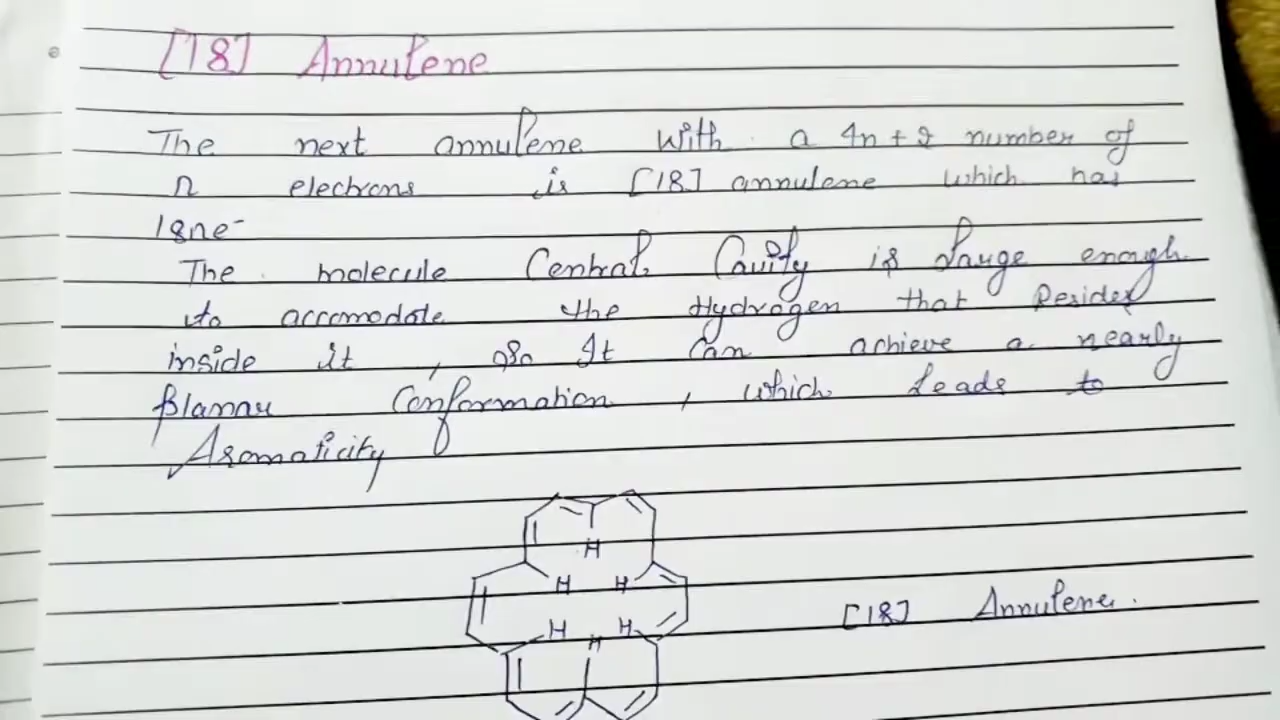 [18] Annulene
The next annulene with a 4n+2 number of
π elechrons is [18] annulene which has
18πe-
The molecule Central Cavity is Large enough
to accomodate the Hydrogen that Resides
inside it, so It can achieve a nearly
planar Conformation, which Leads to
Aromaticity
H
H H
H H
H
[18] Annulene.